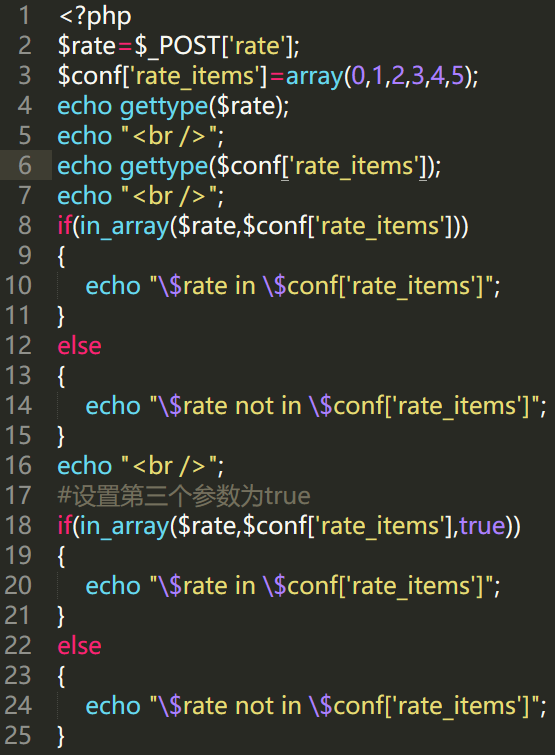 1 <?php
2 $rate=$_POST['rate'];
3 $conf['rate_items']=array(0,1,2,3,4,5);
4 echo gettype($rate);
5 echo "<br />";
6 echo gettype($conf['rate_items']);
7 echo "<br />";
8 if(in_array($rate,$conf['rate_items']))
9 {
10     echo "\$rate in \$conf['rate_items']";
11 }
12 else
13 {
14     echo "\$rate not in \$conf['rate_items']";
15 }
16 echo "<br />";
17 #设置第三个参数为true
18 if(in_array($rate,$conf['rate_items'],true))
19 {
20     echo "\$rate in \$conf['rate_items']";
21 }
22 else
23 {
24     echo "\$rate not in \$conf['rate_items']";
25 }